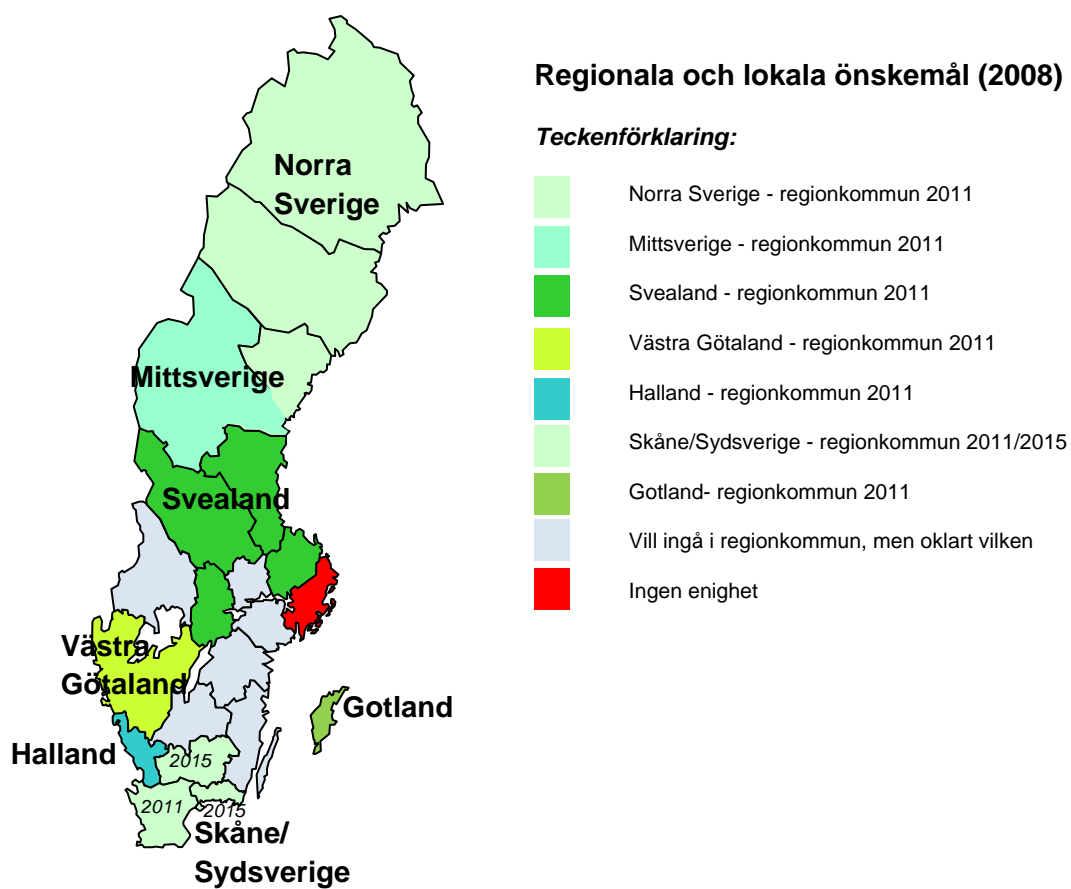 Regionala och lokala önskemål (2008)
Teckenförklaring:
Norra Sverige - regionkommun 2011
Mittsverige - regionkommun 2011
Svealand - regionkommun 2011
Västra Götaland - regionkommun 2011
Halland - regionkommun 2011
Skåne/Sydsverige - regionkommun 2011/2015
Gotland- regionkommun 2011
Vill ingå i regionkommun, men oklart vilken
Ingen enighet
Norra
Sverige
Mittsverige
Svealand
Västra
Götaland
Gotland
Halland
2015
2011
2015
Skåne/
Sydsverige